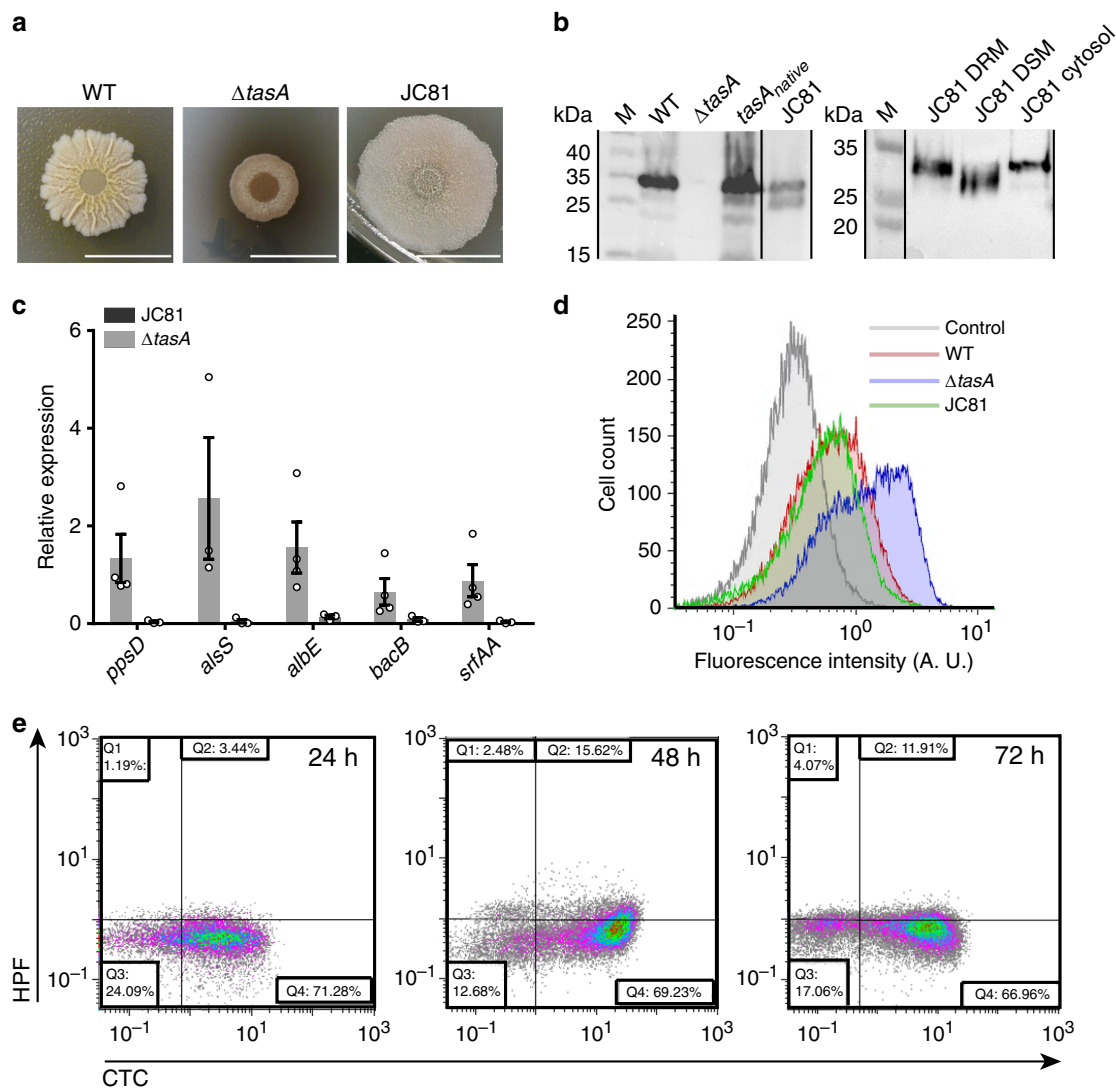 a
WT
ΔtasA
JC81
b
kDa
M
WT
ΔtasA
tasAnative
JC81
40
35
25
15
kDa
M
JC81 DRM
JC81 DSM
JC81 cytosol
35
25
20
c
JC81
ΔtasA
Relative expression
6
4
2
0
ppsD
alsS
albE
bacB
srfAA
d
Control
WT
ΔtasA
JC81
Cell count
250
200
150
100
50
0
10−1
100
101
Fluorescence intensity (A. U.)
e
HPF
103
101
10−1
Q1
1.19%:
Q2: 3.44%
24 h
Q3:
24.09%
Q4: 71.28%
10−1
101
103
103
101
10−1
Q1: 2.48%
Q2: 15.62%
48 h
Q3:
12.68%
Q4: 69.23%
10−1
101
103
103
101
10−1
Q1:
4.07%
Q2: 11.91%
72 h
Q3:
17.06%
Q4: 66.96%
10−1
101
103
CTC